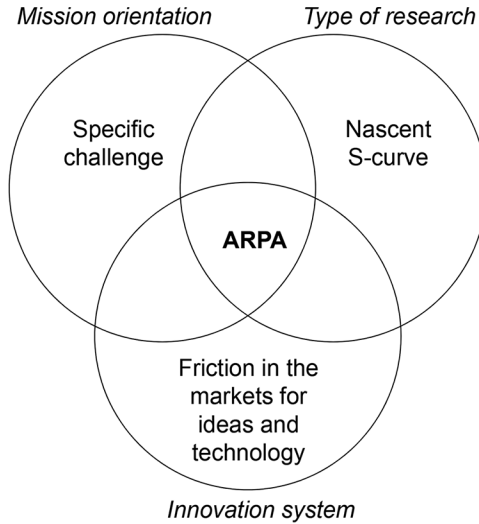 Mission orientation
Type of research
Specific
challenge
Nascent
S-curve
ARPA
Friction in the
markets for
ideas and
technology
Innovation system